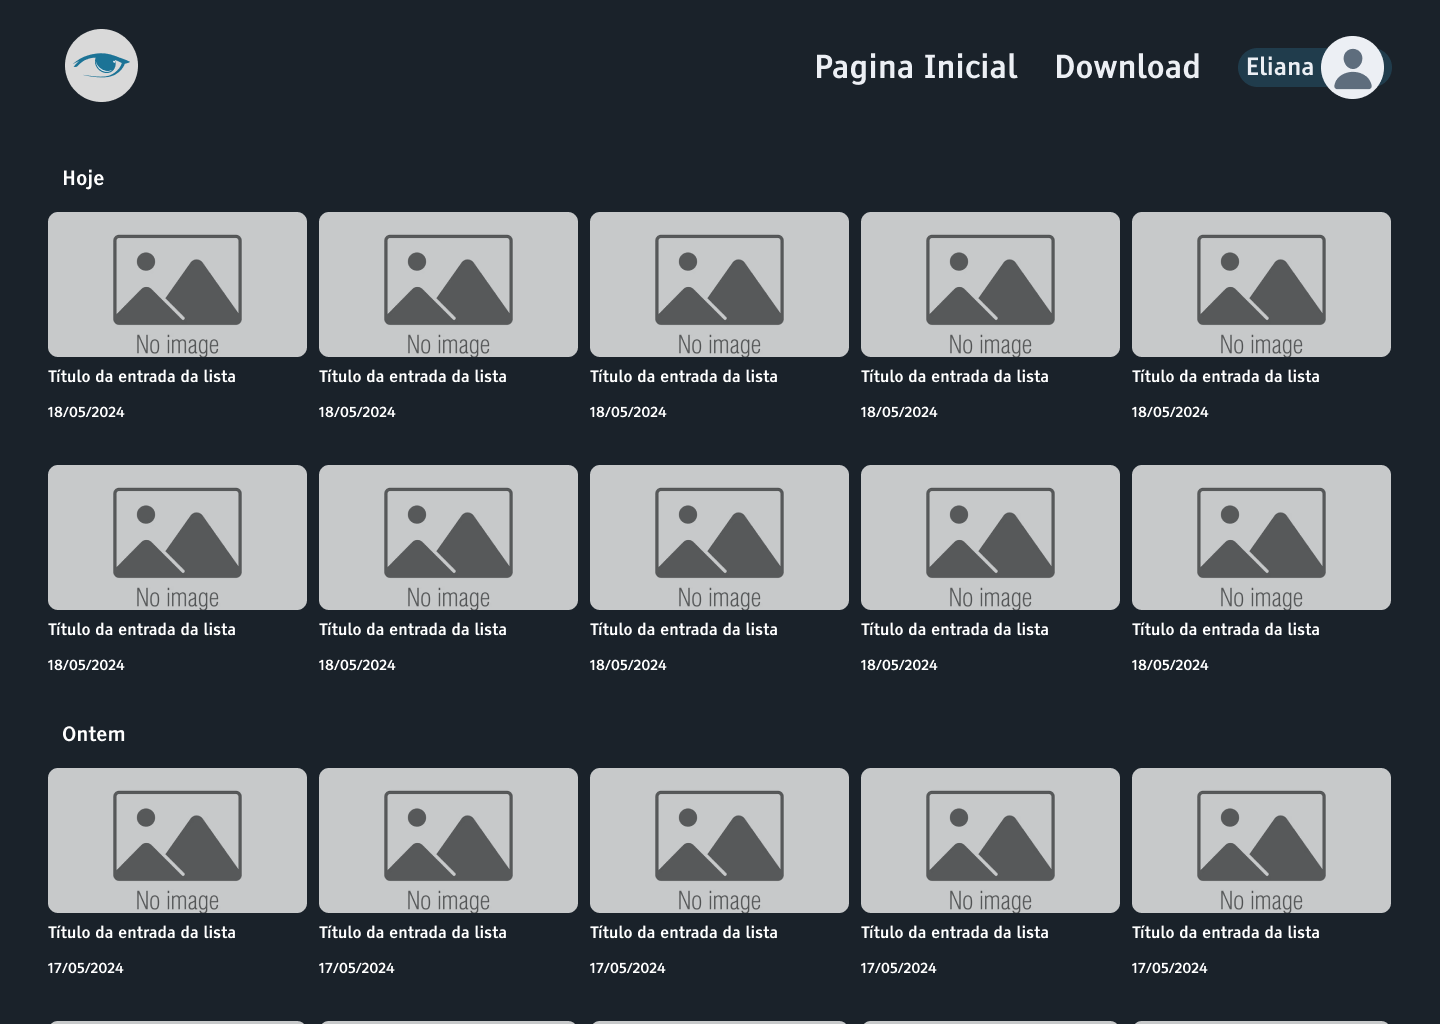 Pagina Inicial Download Eliana
Hoje
No image No image No image No image No image
Título da entrada da lista Título da entrada da lista Título da entrada da lista Título da entrada da lista Título da entrada da lista
18/05/2024 18/05/2024 18/05/2024 18/05/2024 18/05/2024
No image No image No image No image No image
Título da entrada da lista Título da entrada da lista Título da entrada da lista Título da entrada da lista Título da entrada da lista
18/05/2024 18/05/2024 18/05/2024 18/05/2024 18/05/2024
Ontem
No image No image No image No image No image
Título da entrada da lista Título da entrada da lista Título da entrada da lista Título da entrada da lista Título da entrada da lista
17/05/2024 17/05/2024 17/05/2024 17/05/2024 17/05/2024